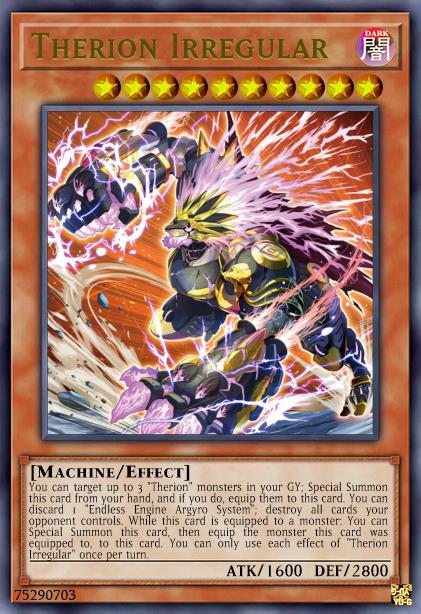 Therion Irregular
DARK
闇
[Machine/Effect]
You can target up to 3 "Therion" monsters in your GY; Special Summon
this card from your hand, and if you do, equip them to this card. You can
discard 1 "Endless Engine Argyro System"; destroy all cards your
opponent controls. While this card is equipped to a monster: You can
Special Summon this card, then equip the monster this card was
equipped to, to this card. You can only use each effect of "Therion
Irregular" once per turn.
ATK/1600 DEF/2800
75290703